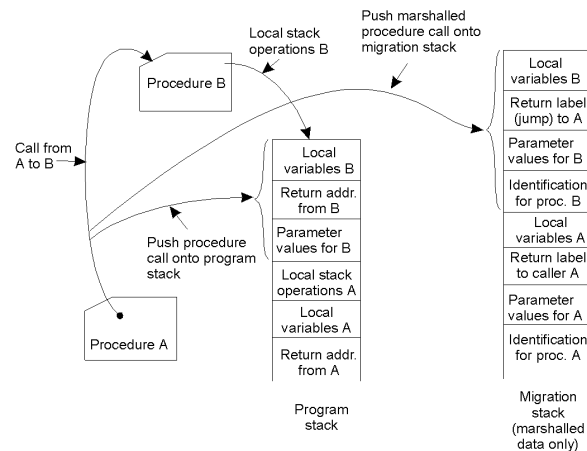 Local stack
operations B
Push marshalled
procedure call onto
migration stack
Procedure B
Call from
A to B
Push procedure
call onto program
stack
Procedure A
Local
variables B
Return addr.
from B
Parameter
values for B
Local stack
operations A
Local
variables A
Return addr.
from A
Program
stack
Local
variables B
Return label
(jump) to A
Parameter
values for B
Identification
for proc. B
Local
variables A
Return label
to caller A
Parameter
values for A
Identification
for proc. A
Migration
stack
(marshalled
data only)